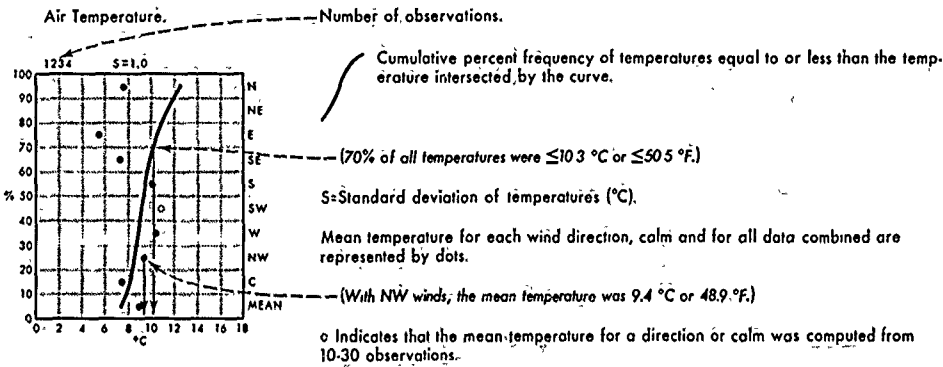 Air Temperature.
Number of observations.
1234 S=1,0
Cumulative percent frequency of temperatures equal to or less than the temp-
erature intersected by the curve.
100
90
80
70
60
50
40
30
20
10
0
%
N
NE
E
SE
S
SW
W
NW
C
MEAN
0 2 4 6 8 10 12 14 16 18
°C
(70% of all temperatures were ≤10 3 °C or ≤50 5 °F.)
S=Standard deviation of temperatures (°C).
Mean temperature for each wind direction, calm and for all data combined are
represented by dots.
(With NW winds, the mean temperature was 9.4 °C or 48.9 °F.)
o Indicates that the mean temperature for a direction or calm was computed from
10-30 observations.